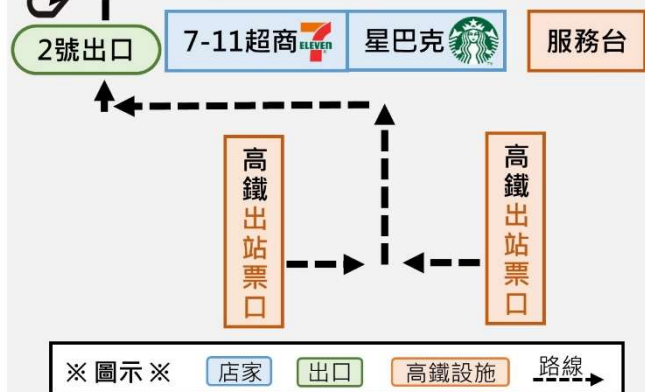 2號出口
7-11超商
ELEVEN
星巴克
服務台
高鐵出站票口
高鐵出站票口
※ 圖示 ※
店家
出口
高鐵設施
路線